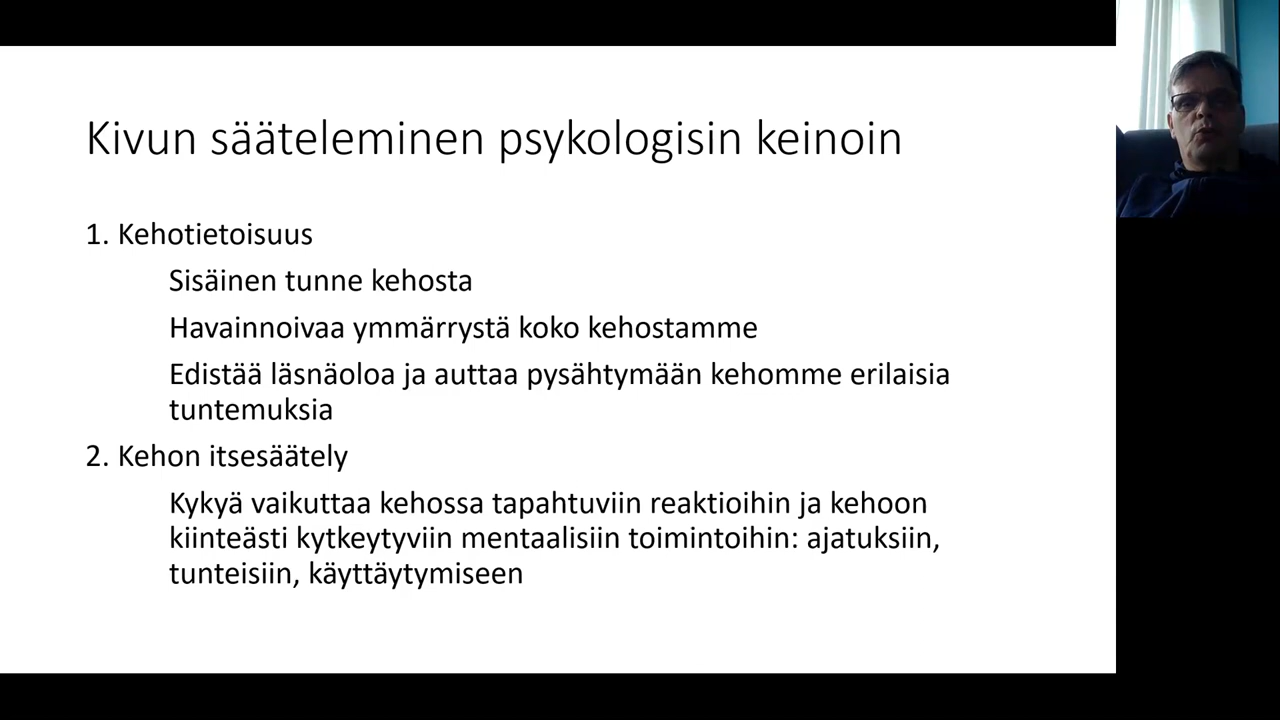 Kivun sääteleminen psykologisin keinoin
1. Kehotietoisuus
Sisäinen tunne kehosta
Havainnoivaa ymmärrystä koko kehostamme
Edistää läsnäoloa ja auttaa pysähtymään kehomme erilaisia
tuntemuksia
2. Kehon itsesäätely
Kykyä vaikuttaa kehossa tapahtuviin reaktioihin ja kehoon
kiinteästi kytkeytyviin mentaalisiin toimintoihin: ajatuksiin,
tunteisiin, käyttäytymiseen